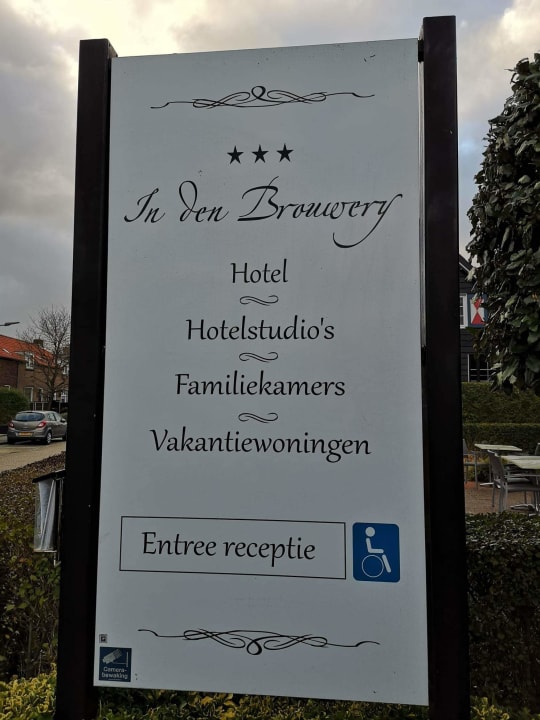 In den Brouwery
Hotel
Hotelstudio's
Familiekamers
Vakantiewoningen
Entree receptie
Camera-
bewaking